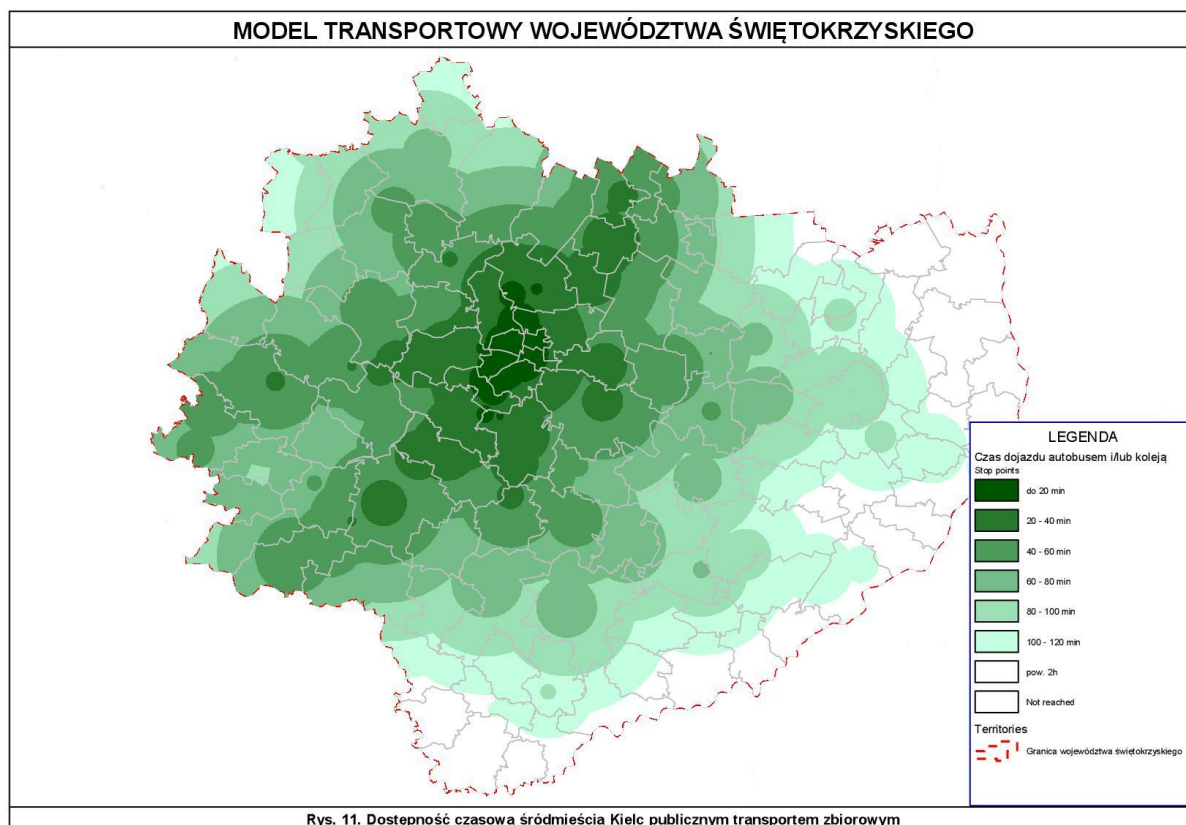 MODEL TRANSPORTOWY WOJEWÓDZTWA ŚWIĘTOKRZYSKIEGO
LEGENDA
Czas dojazdu autobusem i/lub koleją
Stop points
do 20 min
20 - 40 min
40 - 60 min
60 - 80 min
80 - 100 min
100 - 120 min
pow. 2h
Not reached
Territories
Granica województwa świętokrzyskiego
Rys. 11. Dostępność czasowa śródmieścia Kielc publicznym transportem zbiorowym